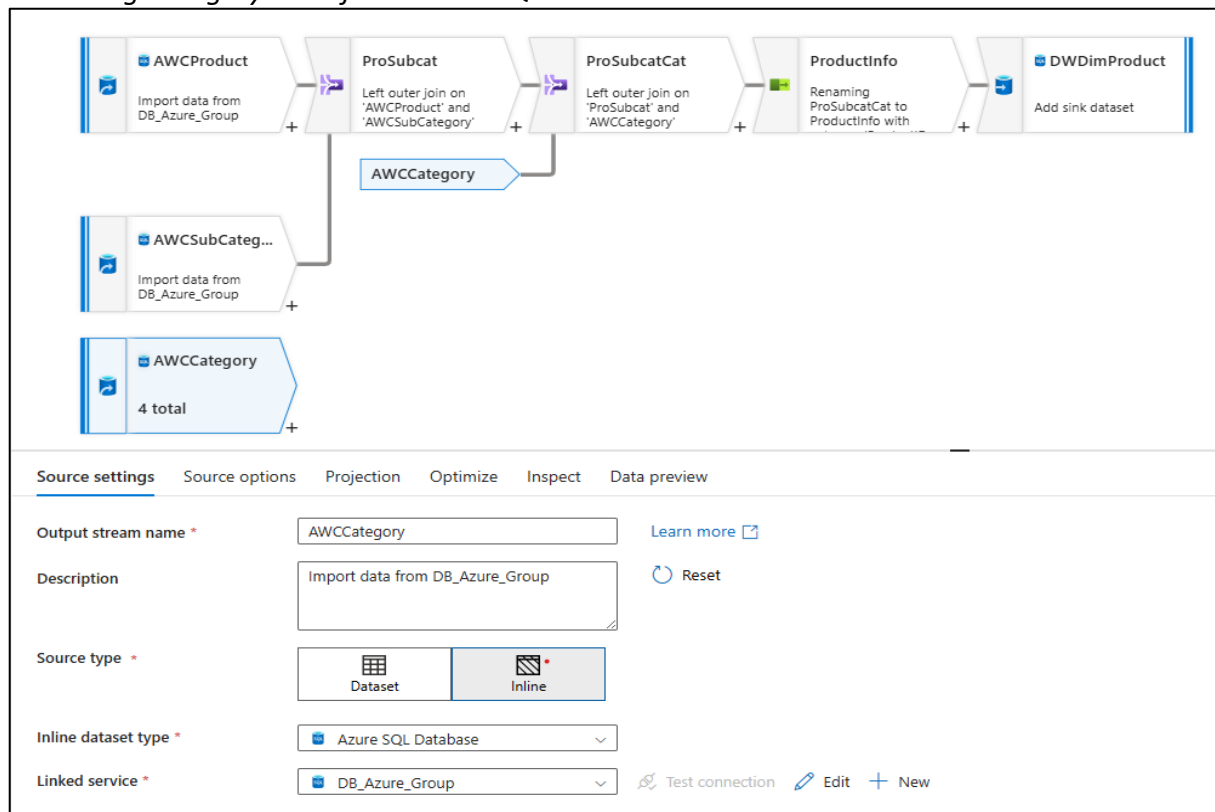 AWCProduct
Import data from
DB_Azure_Group
+
ProSubcat
Left outer join on
'AWCProduct' and
'AWCSubCategory'
+
ProSubcatCat
Left outer join on
'ProSubcat' and
'AWCCategory'
+
ProductInfo
Renaming
ProSubcatCat to
ProductInfo with
+
DWDimProduct
Add sink dataset
AWCCategory
AWCSubCateg...
Import data from
DB_Azure_Group
+
AWCCategory
4 total
+
Source settings Source options Projection Optimize Inspect Data preview
Output stream name * AWCCategory Learn more
Description Import data from DB_Azure_Group Reset
Source type * Dataset Inline
Inline dataset type * Azure SQL Database
Linked service * DB_Azure_Group Test connection Edit + New